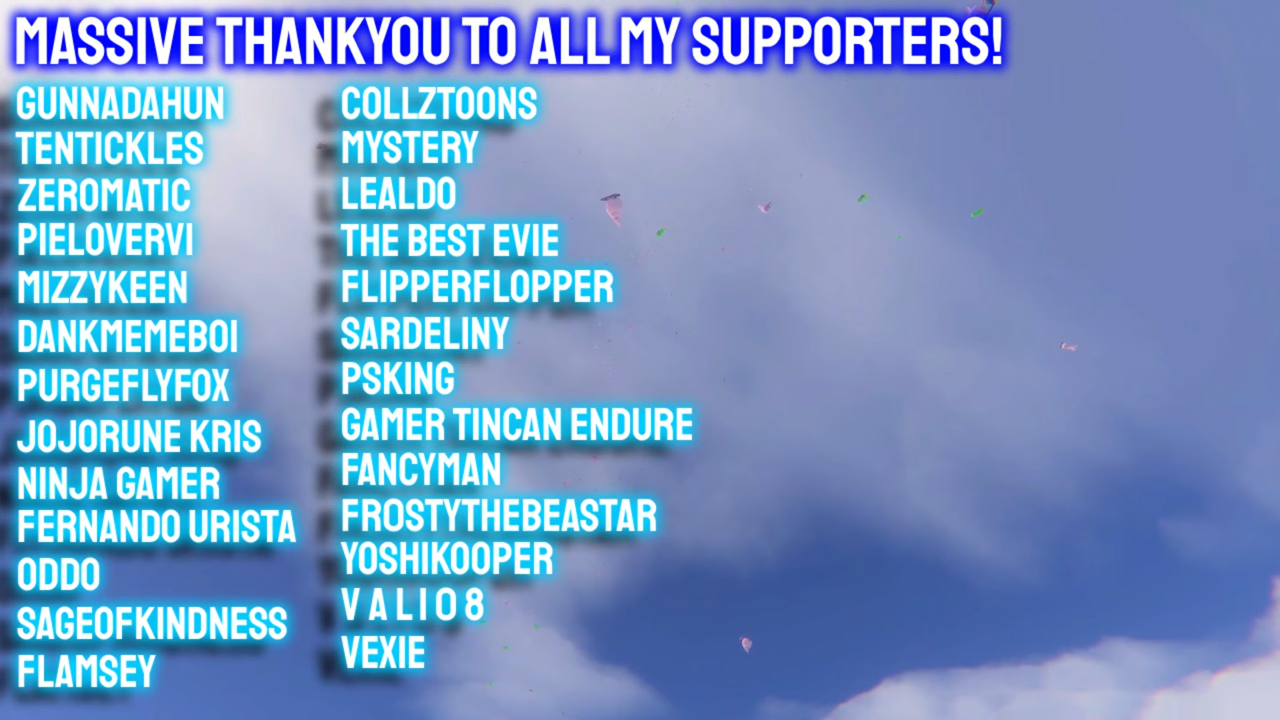 MASSIVE THANKYOU TO ALL MY SUPPORTERS!
GUNNADAHUN
TENTICKLES
ZEROMATIC
PIELOVERVI
MIZZYKEEN
DANKMEMEBOI
PURGEFLYFOX
JOJORUNE KRIS
NINJA GAMER
FERNANDO URISTA
ODDO
SAGEOFKINDNESS
FLAMSEY
COLLZTOONS
MYSTERY
LEALDO
THE BEST EVIE
FLIPPERFLOPPER
SARDELINY
PSKING
GAMER TINCAN ENDURE
FANCYMAN
FROSTYTHEBEASTAR
YOSHIKOOPER
V A L I O 8
VEXIE